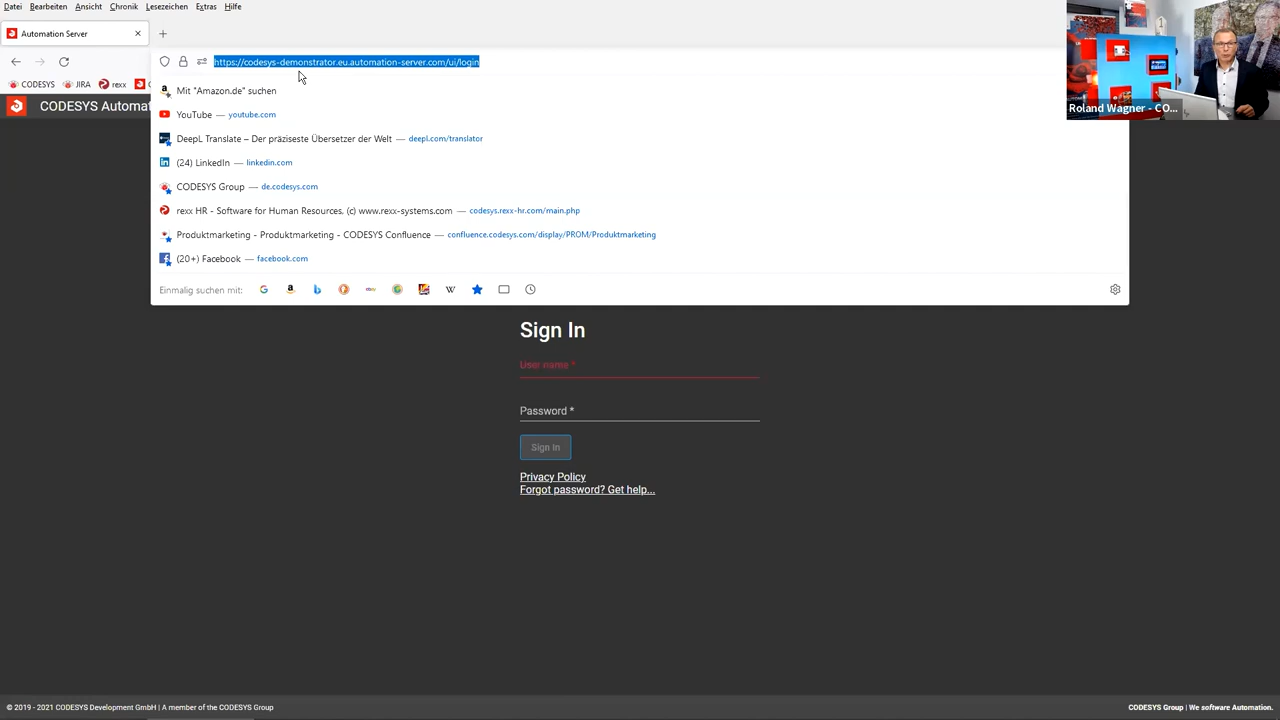 Datei Bearbeiten Ansicht Chronik Lesezeichen Extras Hilfe
Automation Server
https://codesys-demonstrator.eu.automation-server.com/ui/login
CODESYS JIRA rexx
Mit "Amazon.de" suchen
CODESYS Automa
YouTube — youtube.com
DeepL Translate – Der präziseste Übersetzer der Welt — deepl.com/translator
(24) LinkedIn — linkedin.com
CODESYS Group — de.codesys.com
rexx HR - Software for Human Resources, (c) www.rexx-systems.com — codesys.rexx-hr.com/main.php
Produktmarketing - Produktmarketing - CODESYS Confluence — confluence.codesys.com/display/PROM/Produktmarketing
(20+) Facebook — facebook.com
Einmalig suchen mit:
Roland Wagner - CO...
Sign In
User name *
Password *
Sign In
Privacy Policy
Forgot password? Get help...
© 2019 - 2021 CODESYS Development GmbH | A member of the CODESYS Group
CODESYS Group | We software Automation.